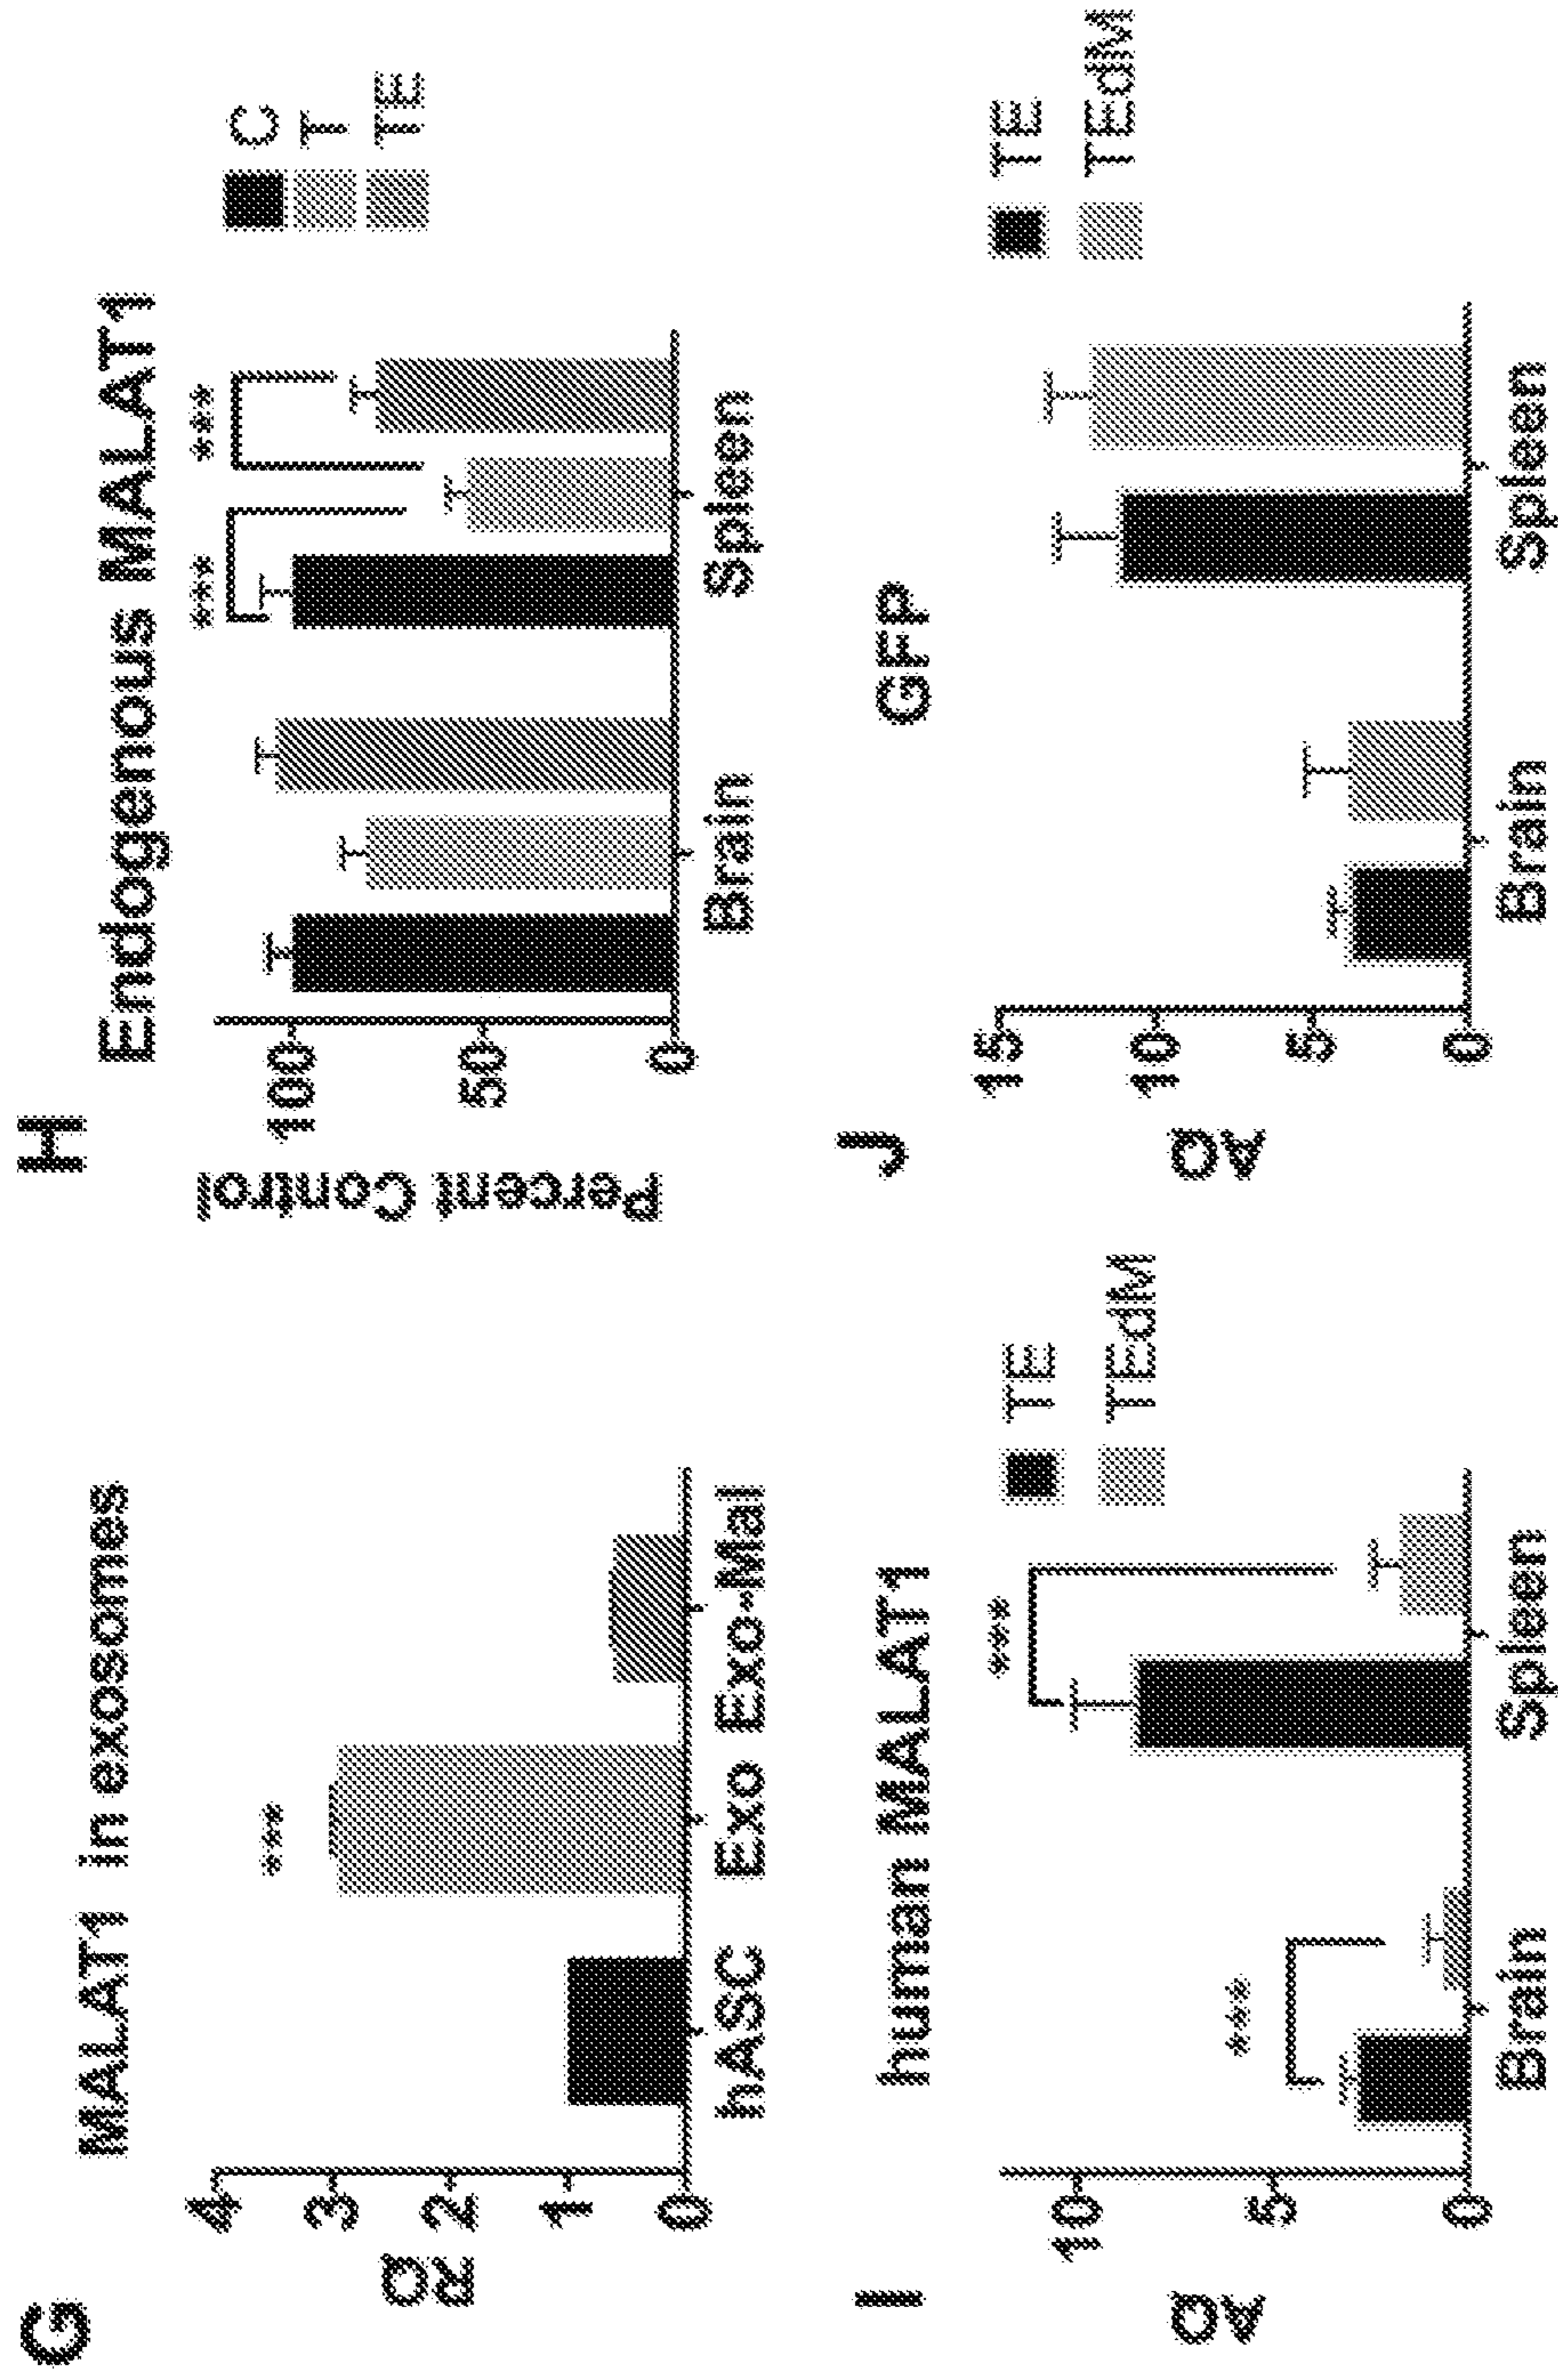 G
MALAT1 in exosomes
***
RQ
4
3
2
1
0
hASC Exo Exo-Mal
H
Endogenous MALAT1
*** ***
C
T
TE
Percent Control
100
50
0
Brain Spleen
I
human MALAT1
***
***
TE
TEdM
AQ
10
5
0
Brain Spleen
J
GFP
TE
TEdM
AQ
15
10
5
0
Brain Spleen